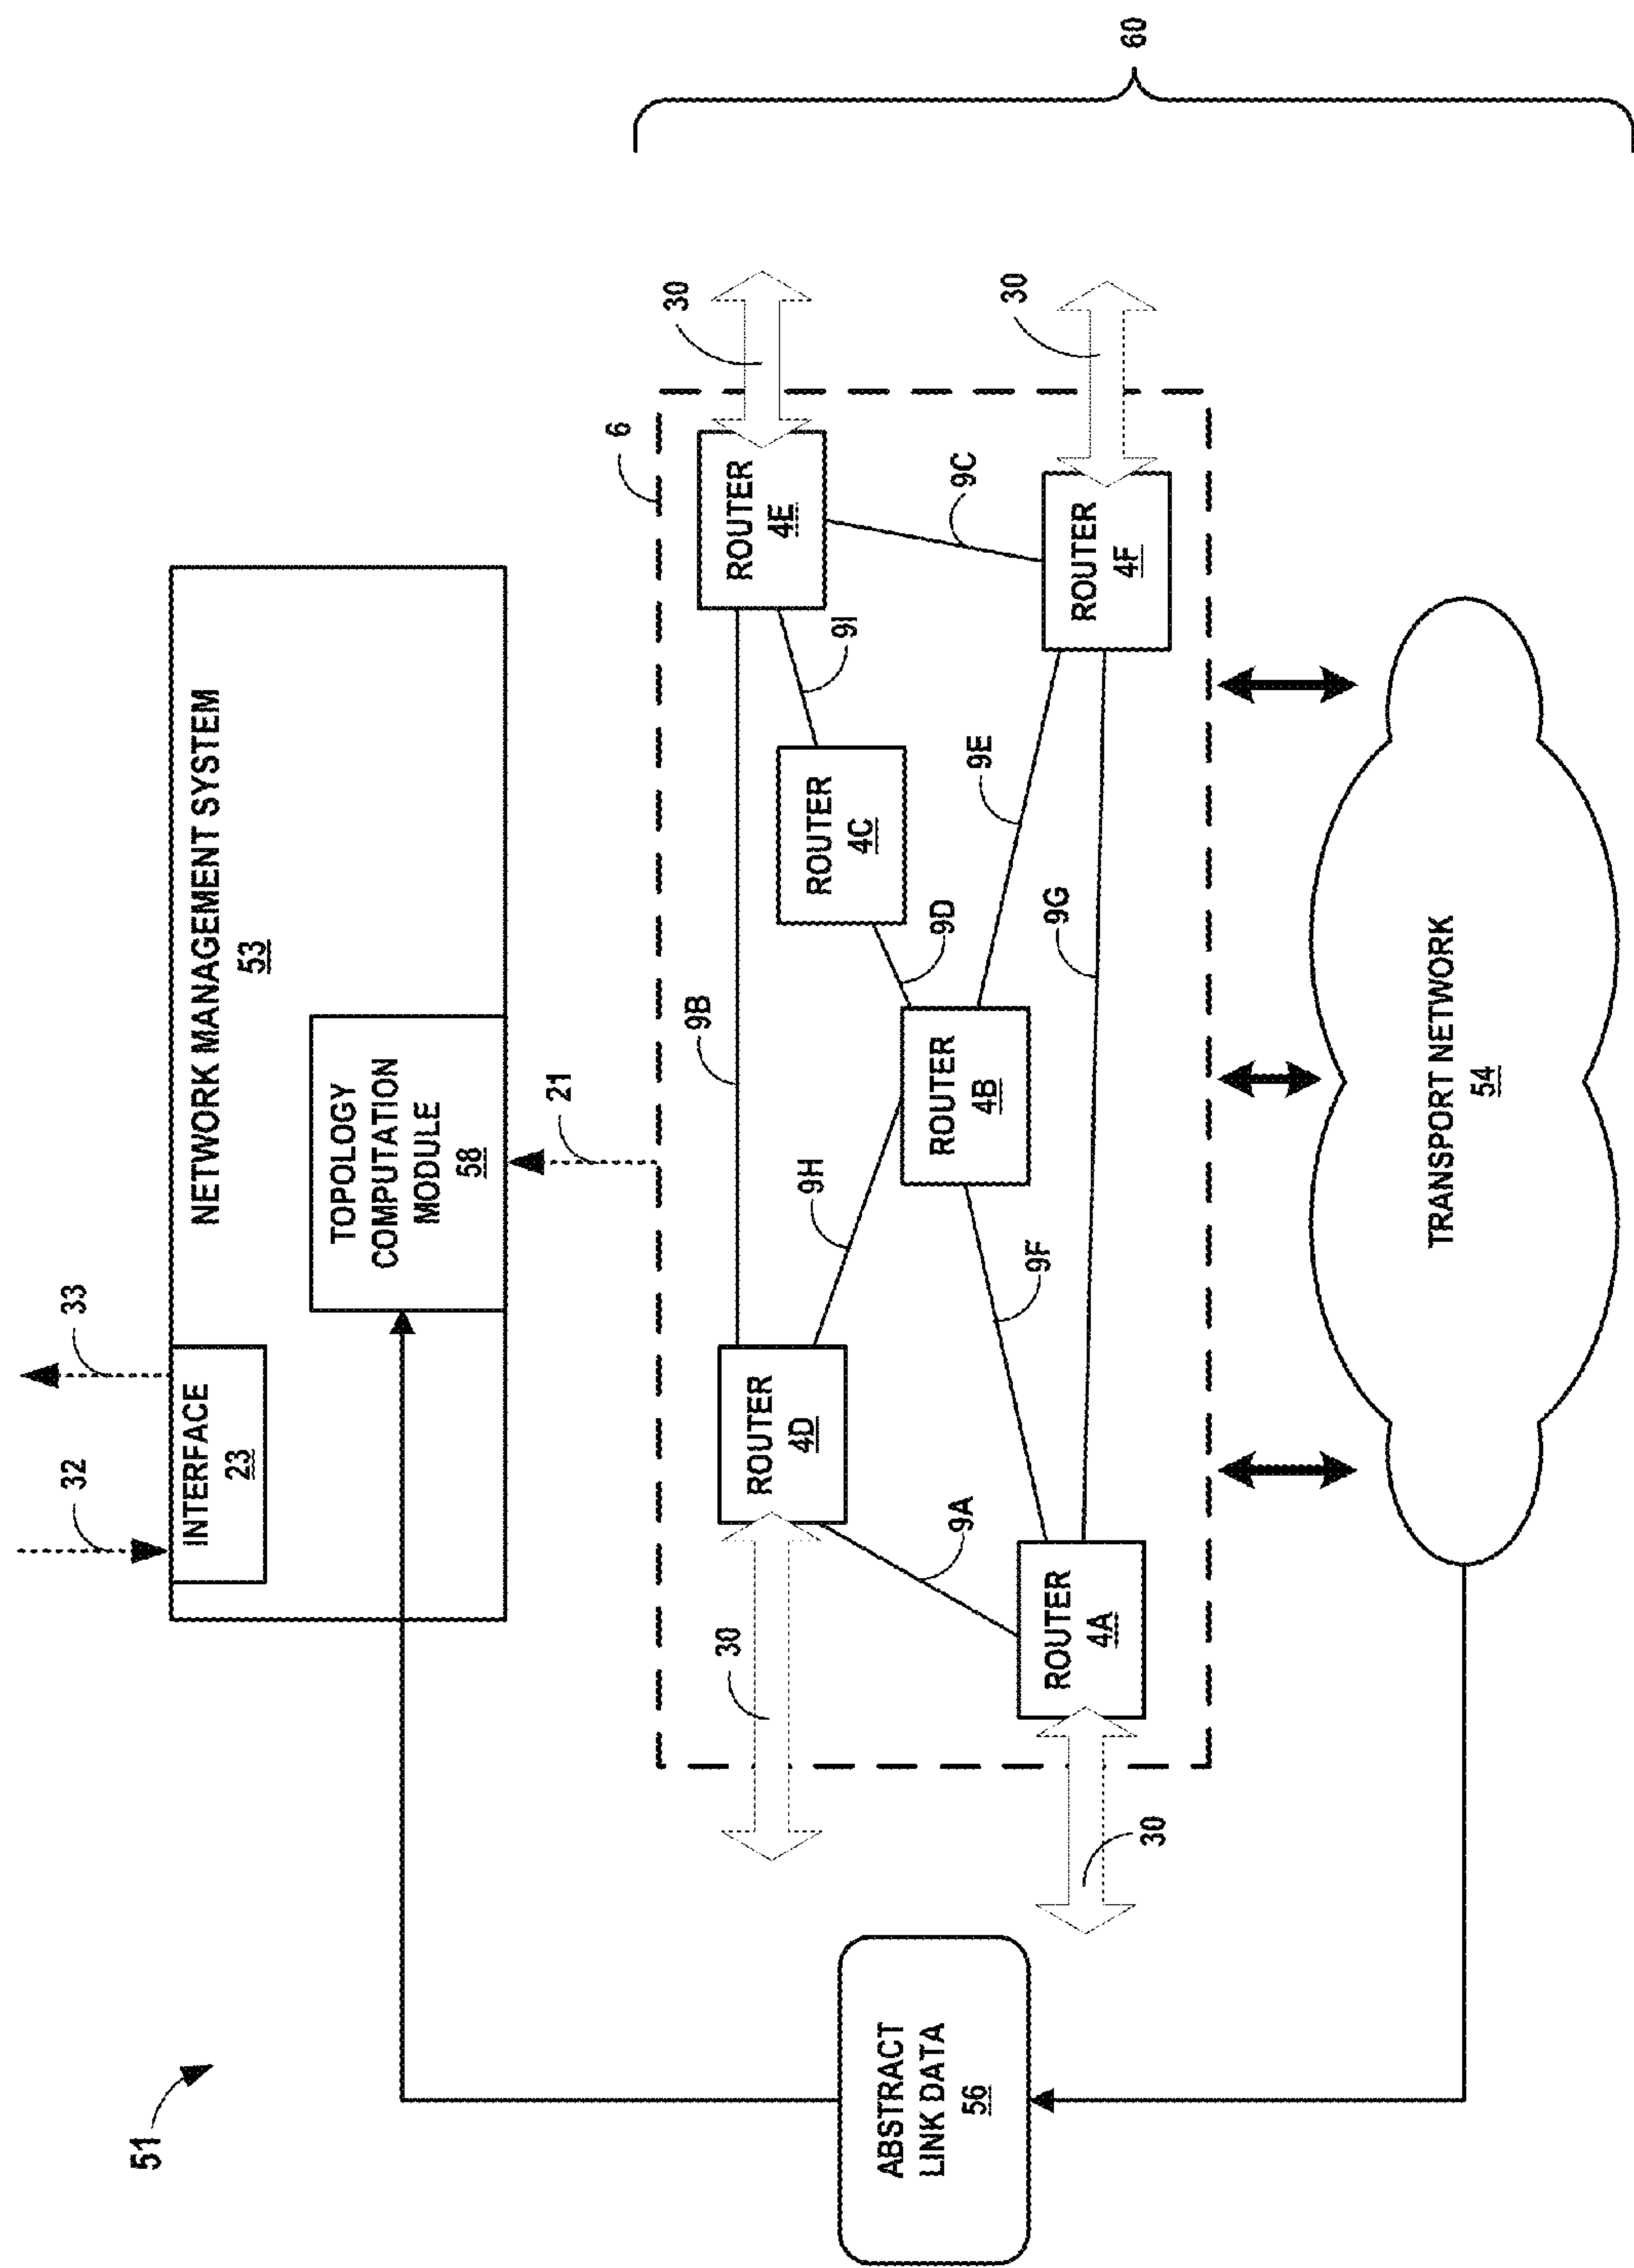 51
32
33
INTERFACE
23
NETWORK MANAGEMENT SYSTEM
53
TOPOLOGY
COMPUTATION
MODULE
58
21
6
ABSTRACT
LINK DATA
56
30
ROUTER
4D
9B
ROUTER
4E
30
9H
9I
ROUTER
4C
9D
9A
ROUTER
4B
9E
9C
9F
9G
30
ROUTER
4A
30
ROUTER
4F
60
TRANSPORT NETWORK
54